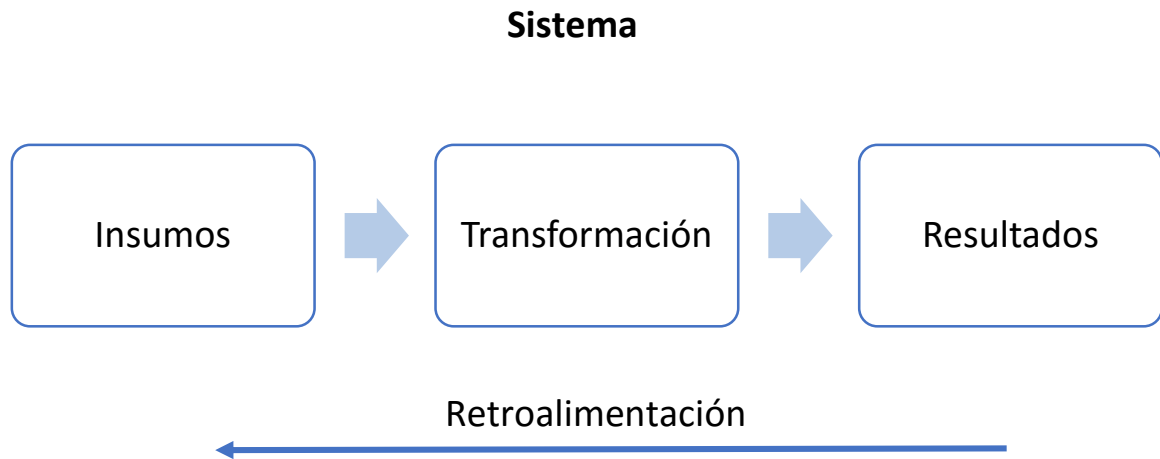 Sistema
Insumos
Transformación
Resultados
Retroalimentación